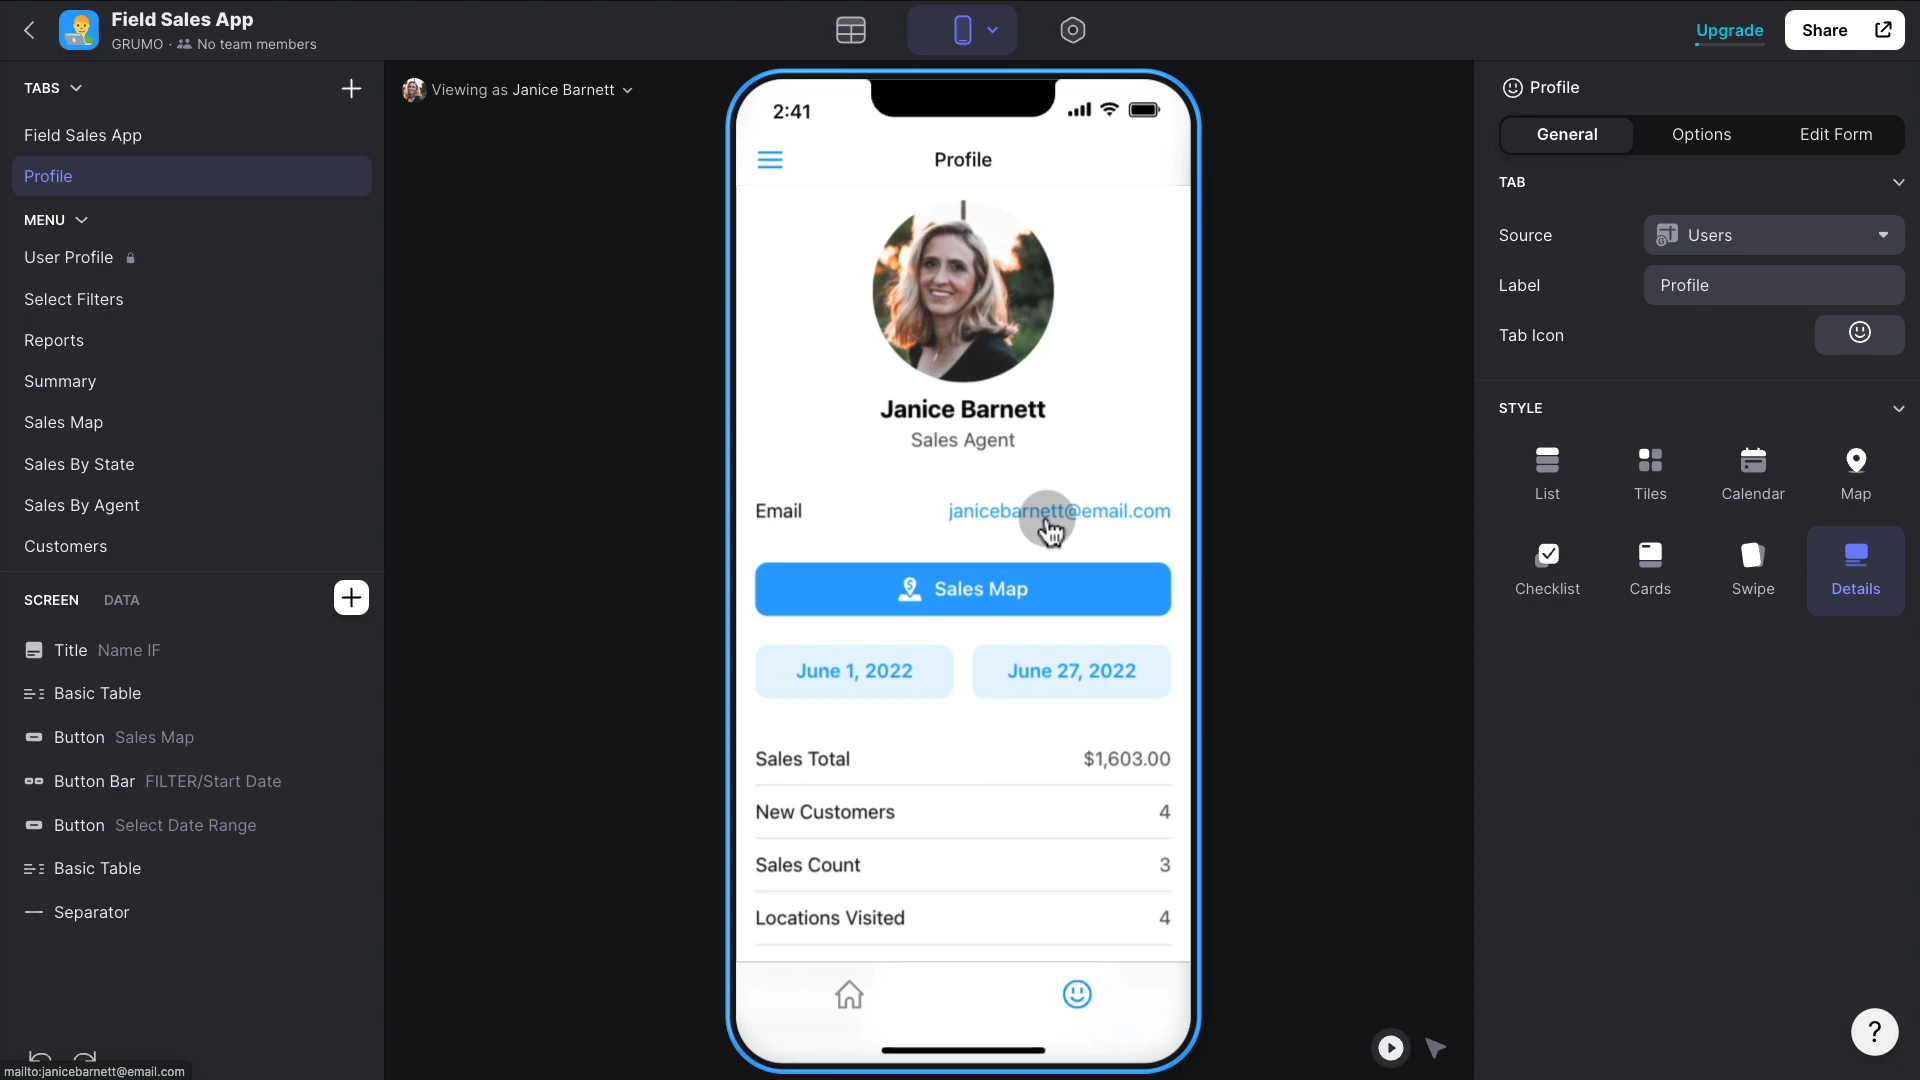 Field Sales App
GRUMO · No team members
Upgrade
Share
TABS
Field Sales App
Profile
MENU
User Profile
Select Filters
Reports
Summary
Sales Map
Sales By State
Sales By Agent
Customers
SCREEN DATA
Title Name IF
Basic Table
Button Sales Map
Button Bar FILTER/Start Date
Button Select Date Range
Basic Table
Separator
mailto:janicebarnett@email.com
Viewing as Janice Barnett
2:41
Profile
Janice Barnett
Sales Agent
Email janicebarnett@email.com
Sales Map
June 1, 2022 June 27, 2022
Sales Total $1,603.00
New Customers 4
Sales Count 3
Locations Visited 4
Profile
General Options Edit Form
TAB
Source Users
Label Profile
Tab Icon
STYLE
List Tiles Calendar Map
Checklist Cards Swipe Details
?